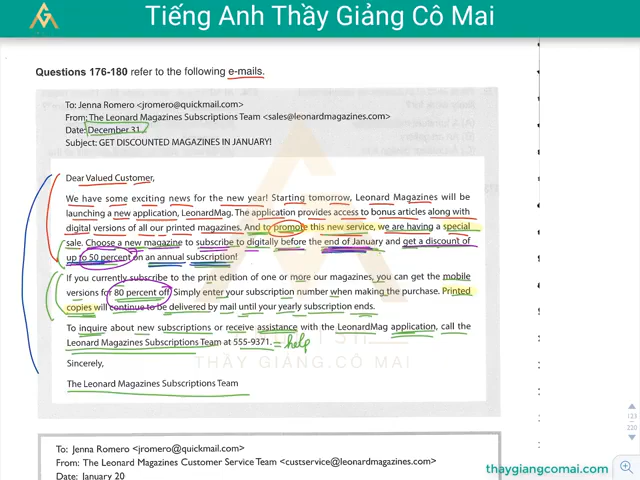 Tiếng Anh Thầy Giảng Cô Mai
Questions 176-180 refer to the following e-mails.
To: Jenna Romero <jromero@quickmail.com>
From: The Leonard Magazines Subscriptions Team <sales@leonardmagazines.com>
Date: December 31
Subject: GET DISCOUNTED MAGAZINES IN JANUARY!
Dear Valued Customer,
We have some exciting news for the new year! Starting tomorrow, Leonard Magazines will be
launching a new application, LeonardMag. The application provides access to bonus articles along with
digital versions of all our printed magazines. And to promote this new service, we are having a special
sale. Choose a new magazine to subscribe to digitally before the end of January and get a discount of
up to 50 percent on an annual subscription!
If you currently subscribe to the print edition of one or more our magazines, you can get the mobile
versions for 80 percent off. Simply enter your subscription number when making the purchase. Printed
copies will continue to be delivered by mail until your yearly subscription ends.
To inquire about new subscriptions or receive assistance with the LeonardMag application, call the
Leonard Magazines Subscriptions Team at 555-9371. = help
THẦY GIẢNG CÔ MAI
Sincerely,
The Leonard Magazines Subscriptions Team
To: Jenna Romero <jromero@quickmail.com>
From: The Leonard Magazines Customer Service Team <custservice@leonardmagazines.com>
Date: January 20
123
220
thaygiangcomai.com